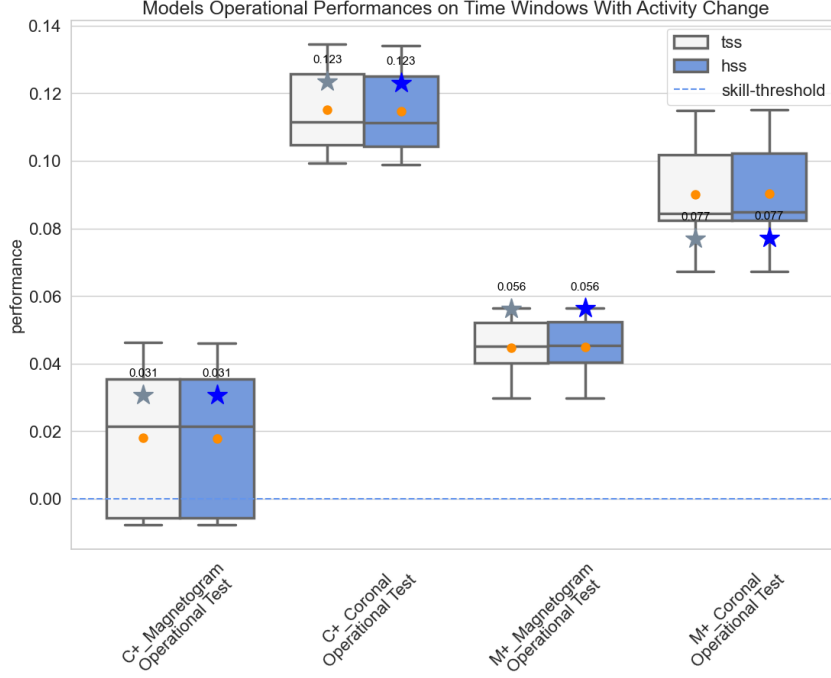 Models Operational Performances on Time Windows With Activity Change
0.14
0.12
0.10
0.08
0.06
0.04
0.02
0.00
performance
tss
hss
skill-threshold
0.031
0.031
0.123
0.123
0.056
0.056
0.077
0.077
C+_Magnetogram
Operational Test
C+_Coronal
Operational Test
M+_Magnetogram
Operational Test
M+_Coronal
Operational Test